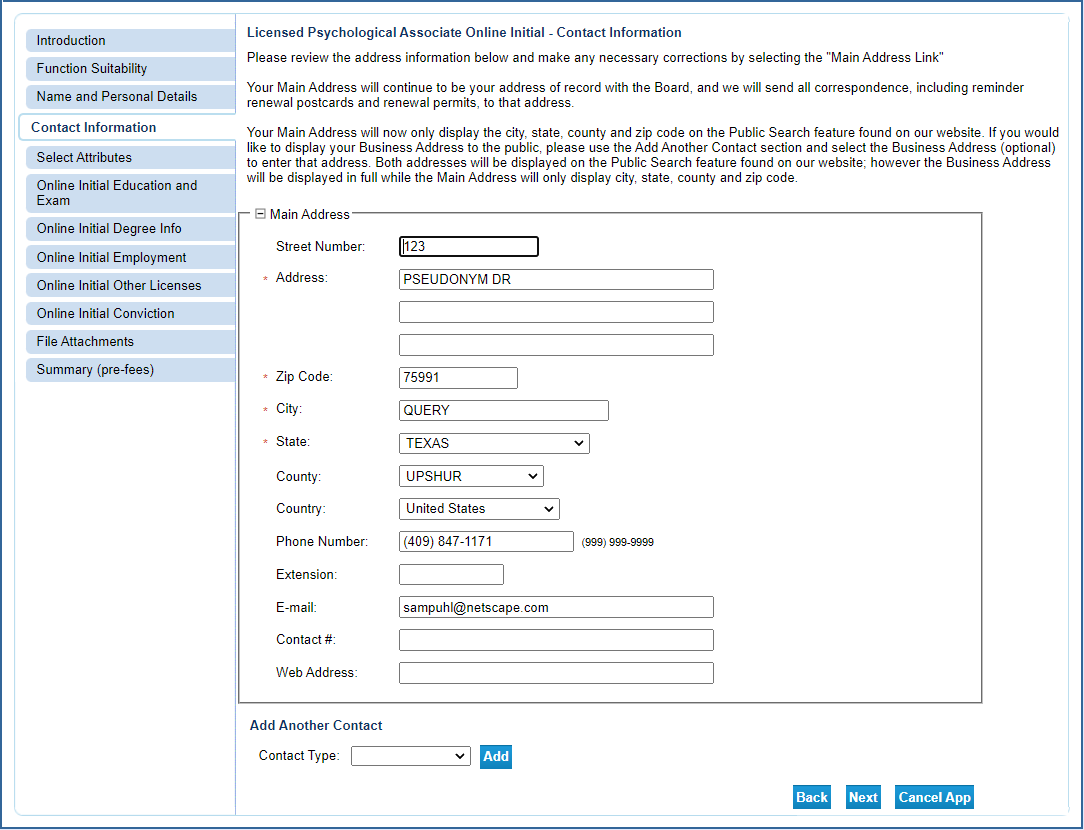 Introduction
Function Suitability
Name and Personal Details
Contact Information
Select Attributes
Online Initial Education and
Exam
Online Initial Degree Info
Online Initial Employment
Online Initial Other Licenses
Online Initial Conviction
File Attachments
Summary (pre-fees)
Licensed Psychological Associate Online Initial - Contact Information
Please review the address information below and make any necessary corrections by selecting the "Main Address Link"
Your Main Address will continue to be your address of record with the Board, and we will send all correspondence, including reminder
renewal postcards and renewal permits, to that address.
Your Main Address will now only display the city, state, county and zip code on the Public Search feature found on our website. If you would
like to display your Business Address to the public, please use the Add Another Contact section and select the Business Address (optional)
to enter that address. Both addresses will be displayed on the Public Search feature found on our website; however the Business Address
will be displayed in full while the Main Address will only display city, state, county and zip code.
Main Address
Street Number: 123
* Address: PSEUDONYM DR
* Zip Code: 75991
* City: QUERY
* State: TEXAS
County: UPSHUR
Country: United States
Phone Number: (409) 847-1171 (999) 999-9999
Extension:
E-mail: sampuhl@netscape.com
Contact #:
Web Address:
Add Another Contact
Contact Type: Add
Back Next Cancel App